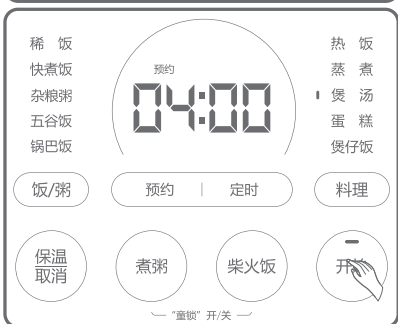 稀 饭
快煮饭
杂粮粥
五谷饭
锅巴饭
预约
04:00
热 饭
蒸 煮
煲 汤
蛋 糕
煲仔饭
饭/粥
预约 | 定时
料理
保温
取消
煮粥
柴火饭
开
“童锁” 开/关